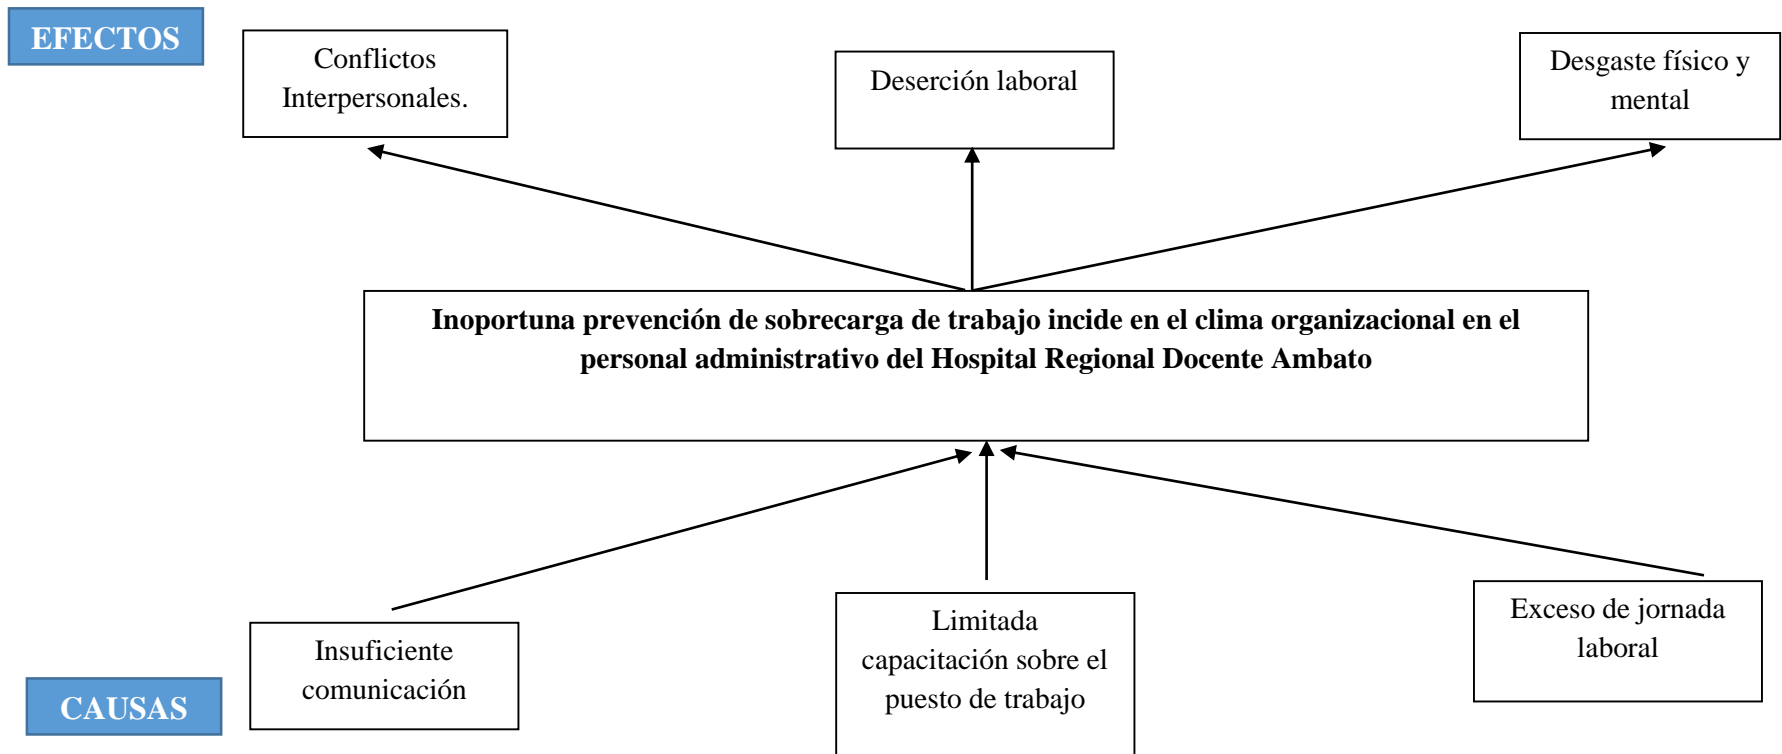 EFECTOS
Conflictos
Interpersonales.
Deserción laboral
Desgaste físico y
mental
Inoportuna prevención de sobrecarga de trabajo incide en el clima organizacional en el
personal administrativo del Hospital Regional Docente Ambato
Insuficiente
comunicación
Limitada
capacitación sobre el
puesto de trabajo
Exceso de jornada
laboral
CAUSAS